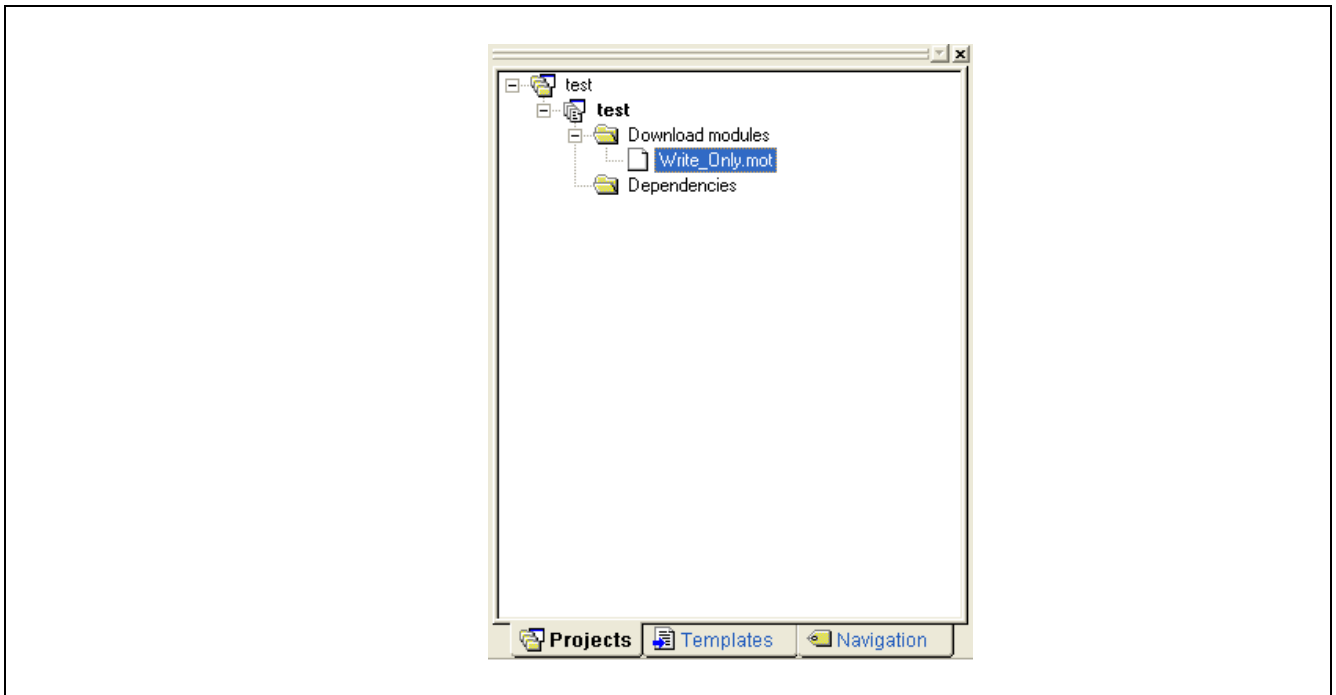 test
test
Download modules
Write_Only.mot
Dependencies
Projects Templates Navigation